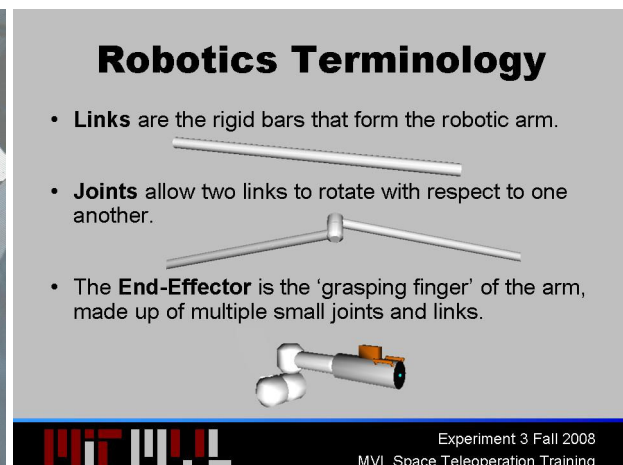 Robotics Terminology
• Links are the rigid bars that form the robotic arm.
• Joints allow two links to rotate with respect to one
another.
• The End-Effector is the ‘grasping finger’ of the arm,
made up of multiple small joints and links.
MIT MVL
Experiment 3 Fall 2008
MVL Space Teleoperation Training